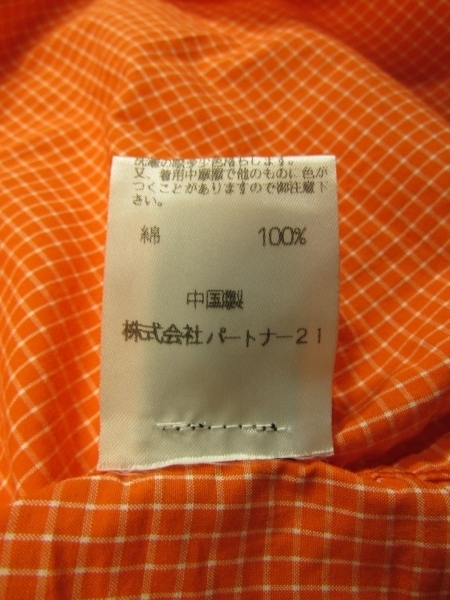 洗濯の際多少色落ちします。
又、着用中摩擦で他のものに色が
つくことがありますので御注意下
さい。
綿 100%
中国製
株式会社パートナー21